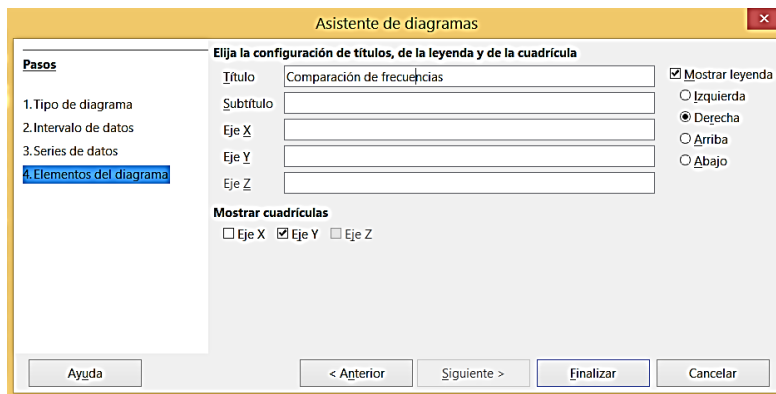 Asistente de diagramas
Pasos
1.Tipo de diagrama
2.Intervalo de datos
3.Series de datos
4.Elementos del diagrama
Elija la configuración de títulos, de la leyenda y de la cuadrícula
Título Comparación de frecuencias
Subtítulo
Eje X
Eje Y
Eje Z
Mostrar leyenda
Izquierda
Derecha
Arriba
Abajo
Mostrar cuadrículas
Eje X Eje Y Eje Z
Ayuda < Anterior Siguiente > Finalizar Cancelar